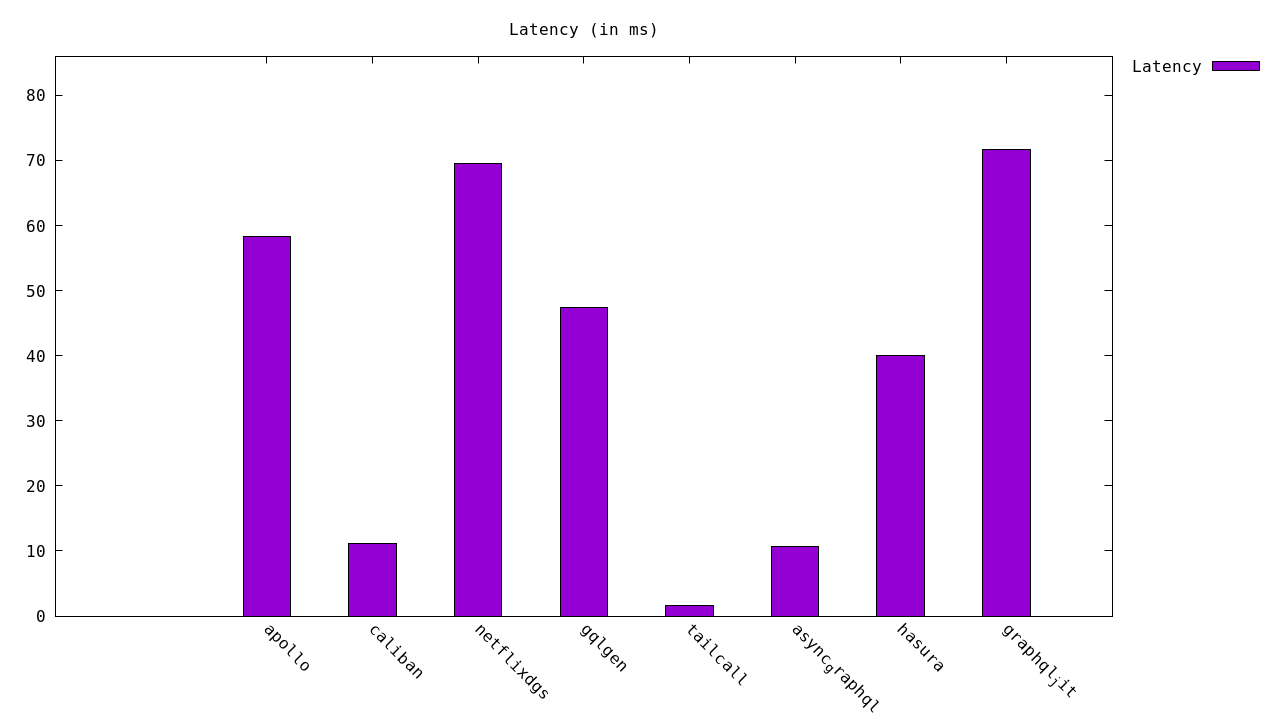 Latency (in ms)
Latency
80
70
60
50
40
30
20
10
0
apollo
caliban
netflixdgs
gqlgen
tailcall
async_graphql
hasura
graphql_jit